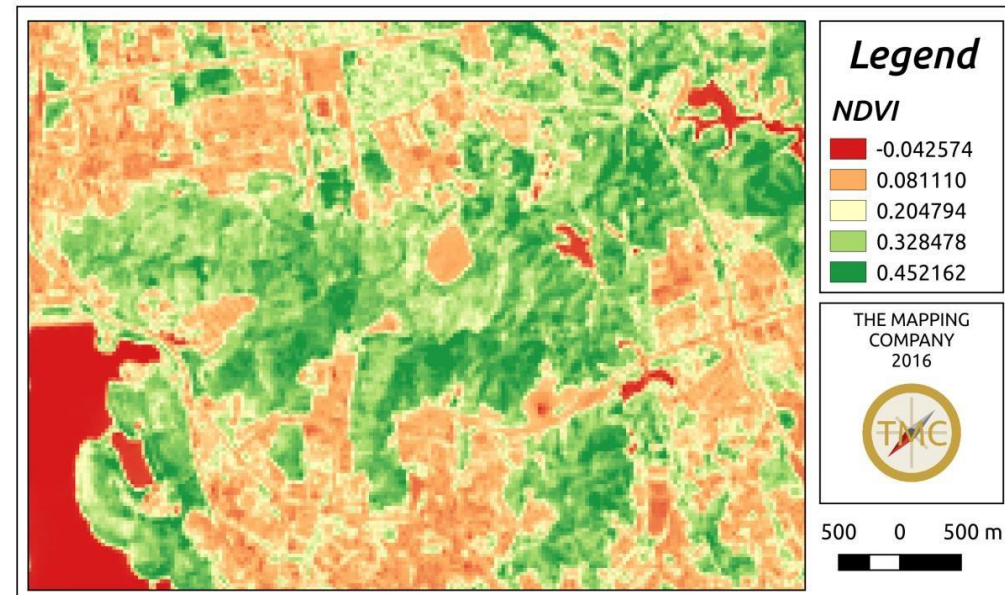 Legend
NDVI
-0.042574
0.081110
0.204794
0.328478
0.452162
THE MAPPING
COMPANY
2016
TMC
500 0 500 m